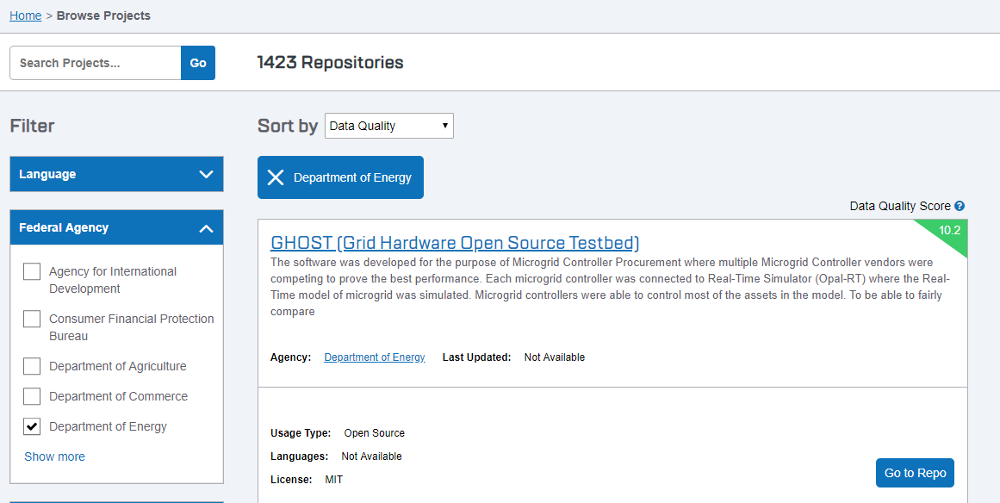 Home > Browse Projects
Search Projects...
Go
1423 Repositories
Filter
Sort by
Data Quality
Language
Department of Energy
Federal Agency
Data Quality Score
10.2
GHOST (Grid Hardware Open Source Testbed)
The software was developed for the purpose of Microgrid Controller Procurement where multiple Microgrid Controller vendors were
competing to prove the best performance. Each microgrid controller was connected to Real-Time Simulator (Opal-RT) where the Real-
Time model of microgrid was simulated. Microgrid controllers were able to control most of the assets in the model. To be able to fairly
compare
Agency: Department of Energy Last Updated: Not Available
Agency for International
Development
Consumer Financial Protection
Bureau
Department of Agriculture
Department of Commerce
Department of Energy
Show more
Usage Type: Open Source
Languages: Not Available
License: MIT
Go to Repo